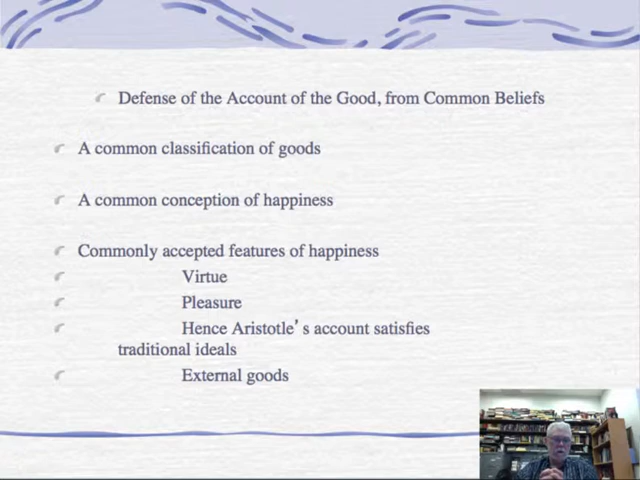 Defense of the Account of the Good, from Common Beliefs
A common classification of goods
A common conception of happiness
Commonly accepted features of happiness
Virtue
Pleasure
Hence Aristotle's account satisfies
traditional ideals
External goods